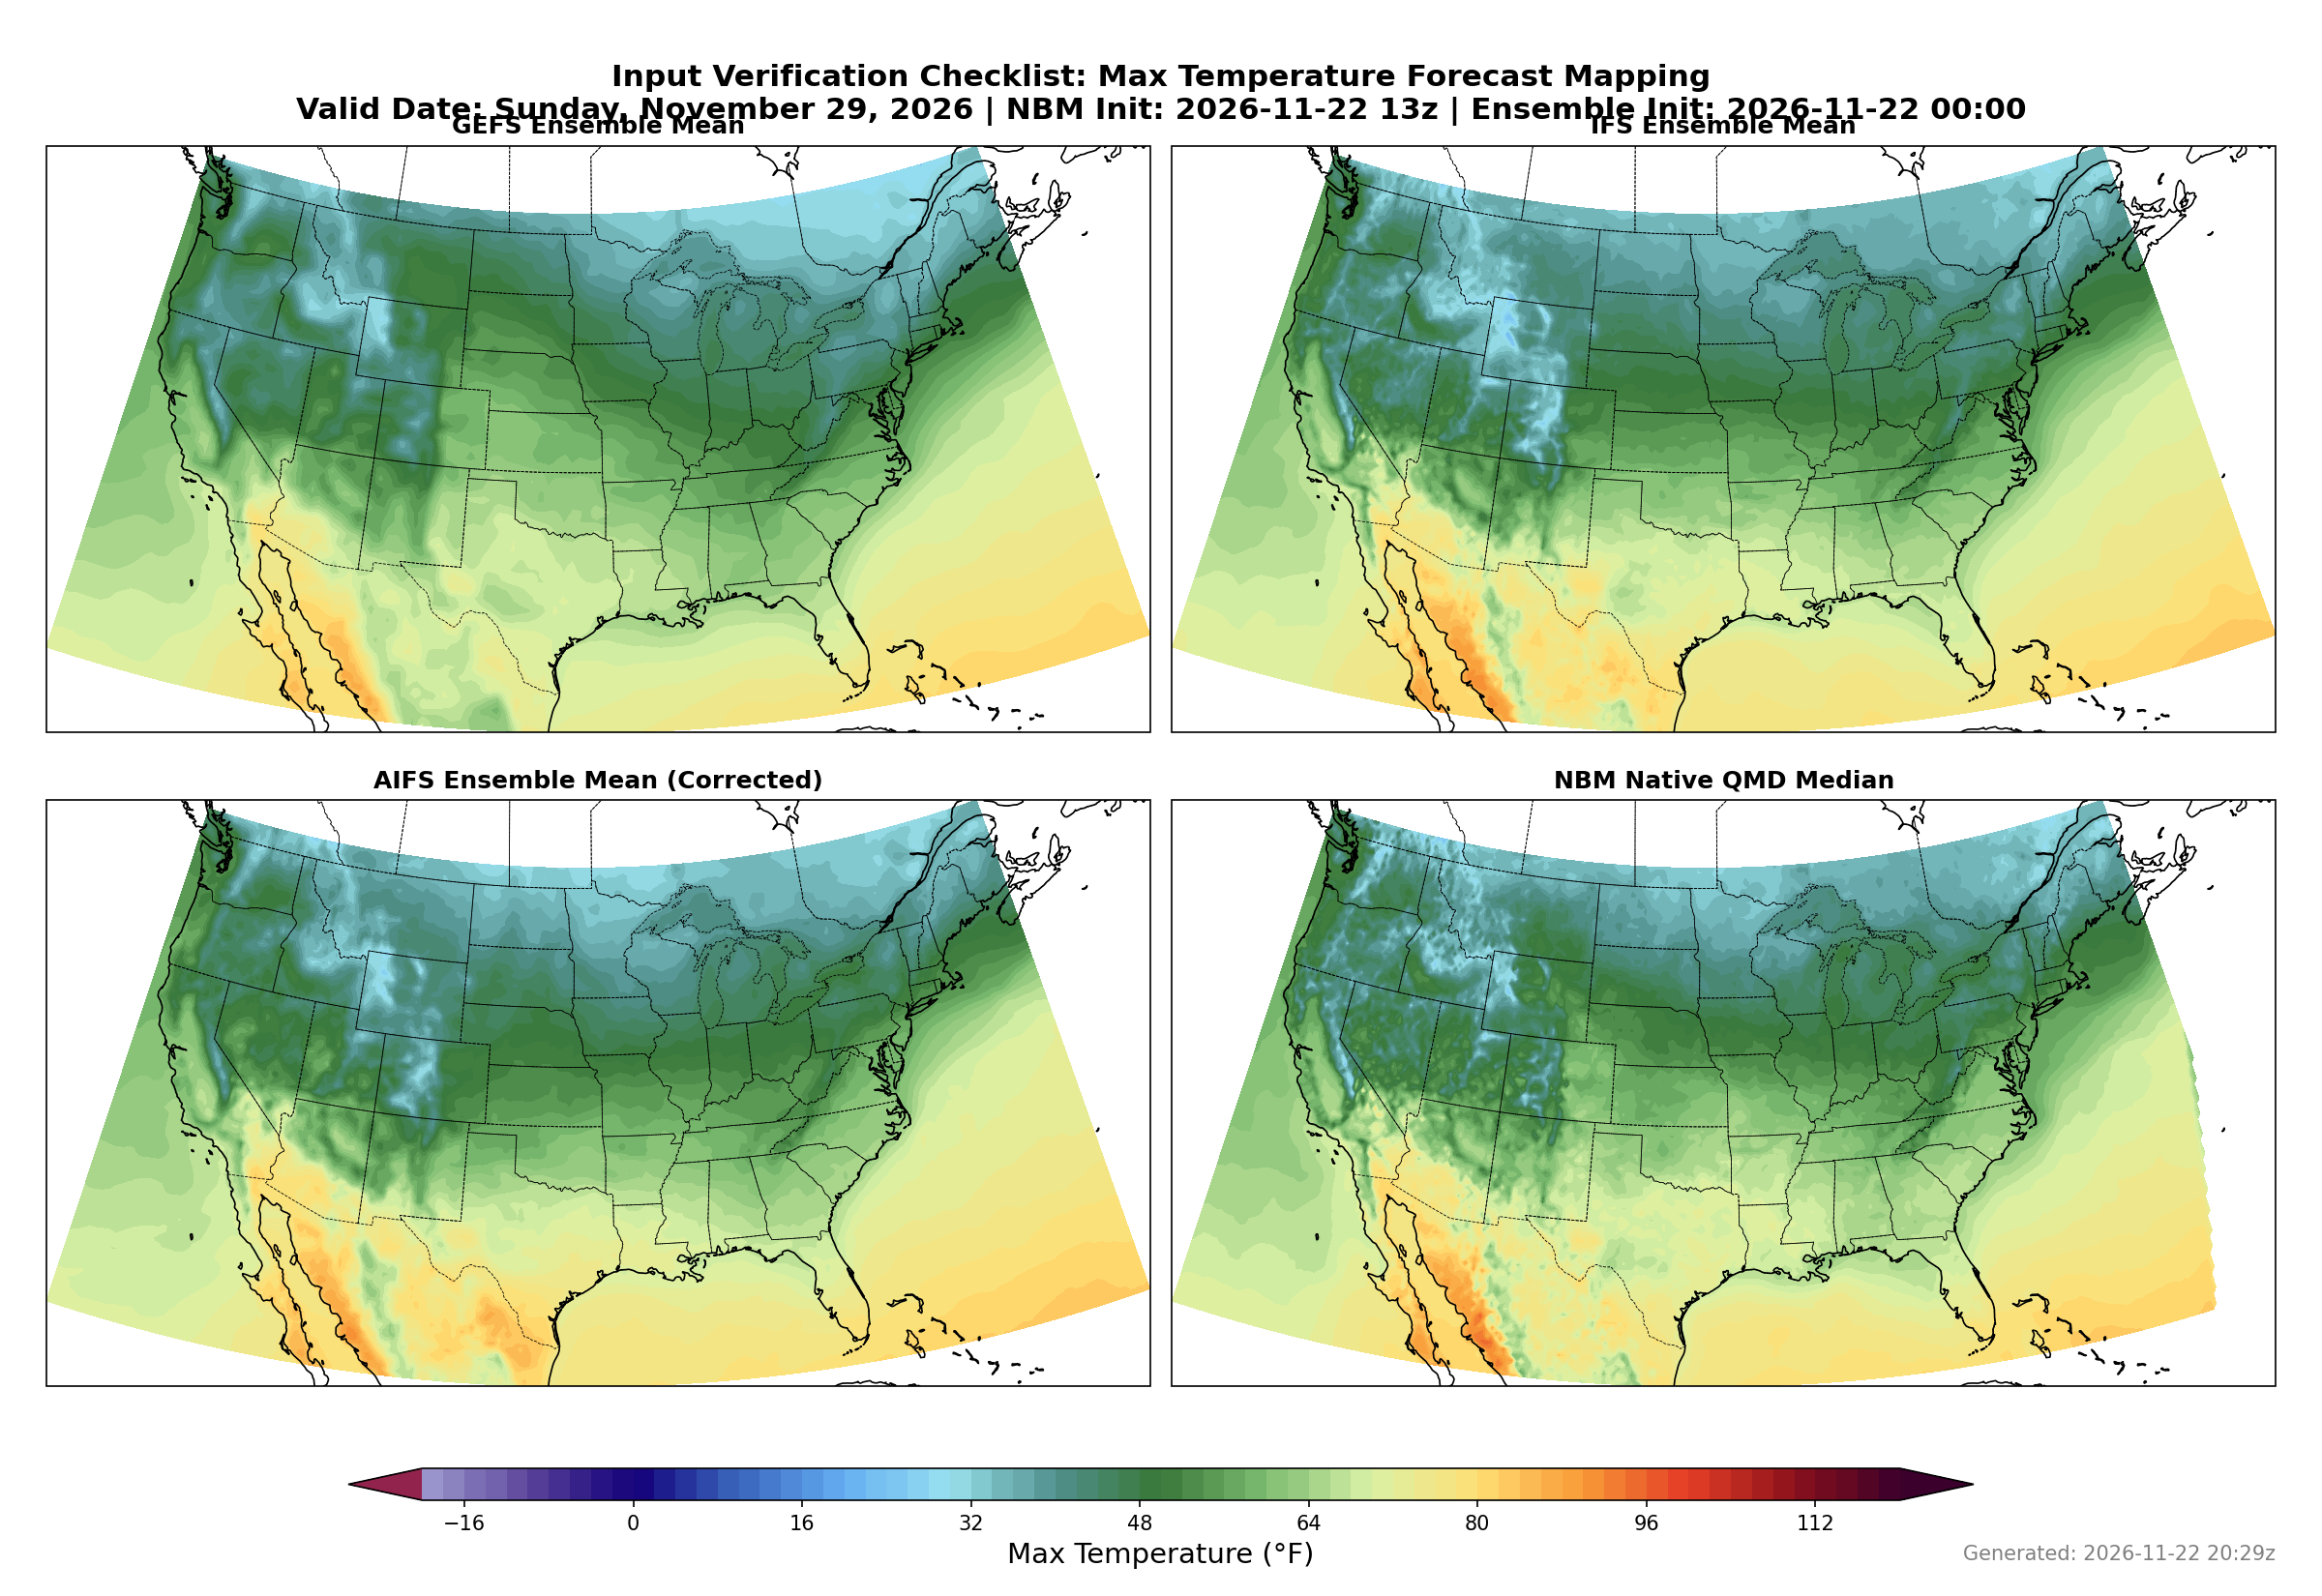 Input Verification Checklist: Max Temperature Forecast Mapping
Valid Date: Sunday, November 29, 2026 | NBM Init: 2026-11-22 13z | Ensemble Init: 2026-11-22 00:00
GEFS Ensemble Mean
IFS Ensemble Mean
AIFS Ensemble Mean (Corrected)
NBM Native QMD Median
−16 0 16 32 48 64 80 96 112
Max Temperature (°F)
Generated: 2026-11-22 20:29z